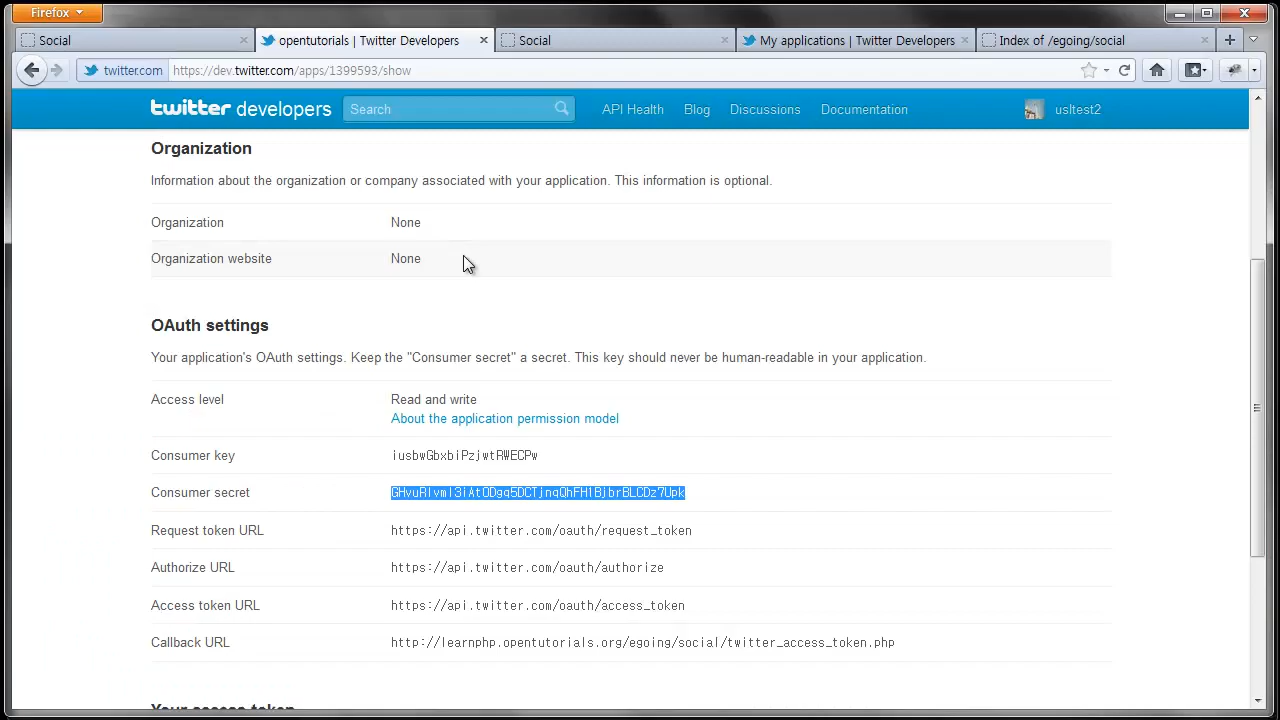 Firefox
Social
opentutorials | Twitter Developers
Social
My applications | Twitter Developers
Index of /egoing/social
twitter.com
https://dev.twitter.com/apps/1399593/show
twitter developers
Search
API Health
Blog
Discussions
Documentation
usltest2
Organization
Information about the organization or company associated with your application. This information is optional.
Organization None
Organization website None
OAuth settings
Your application's OAuth settings. Keep the "Consumer secret" a secret. This key should never be human-readable in your application.
Access level Read and write
About the application permission model
Consumer key iusbwGbxbiPzjwtRWECPw
Consumer secret
Request token URL https://api.twitter.com/oauth/request_token
Authorize URL https://api.twitter.com/oauth/authorize
Access token URL https://api.twitter.com/oauth/access_token
Callback URL http://learnphp.opentutorials.org/egoing/social/twitter_access_token.php
Your access token